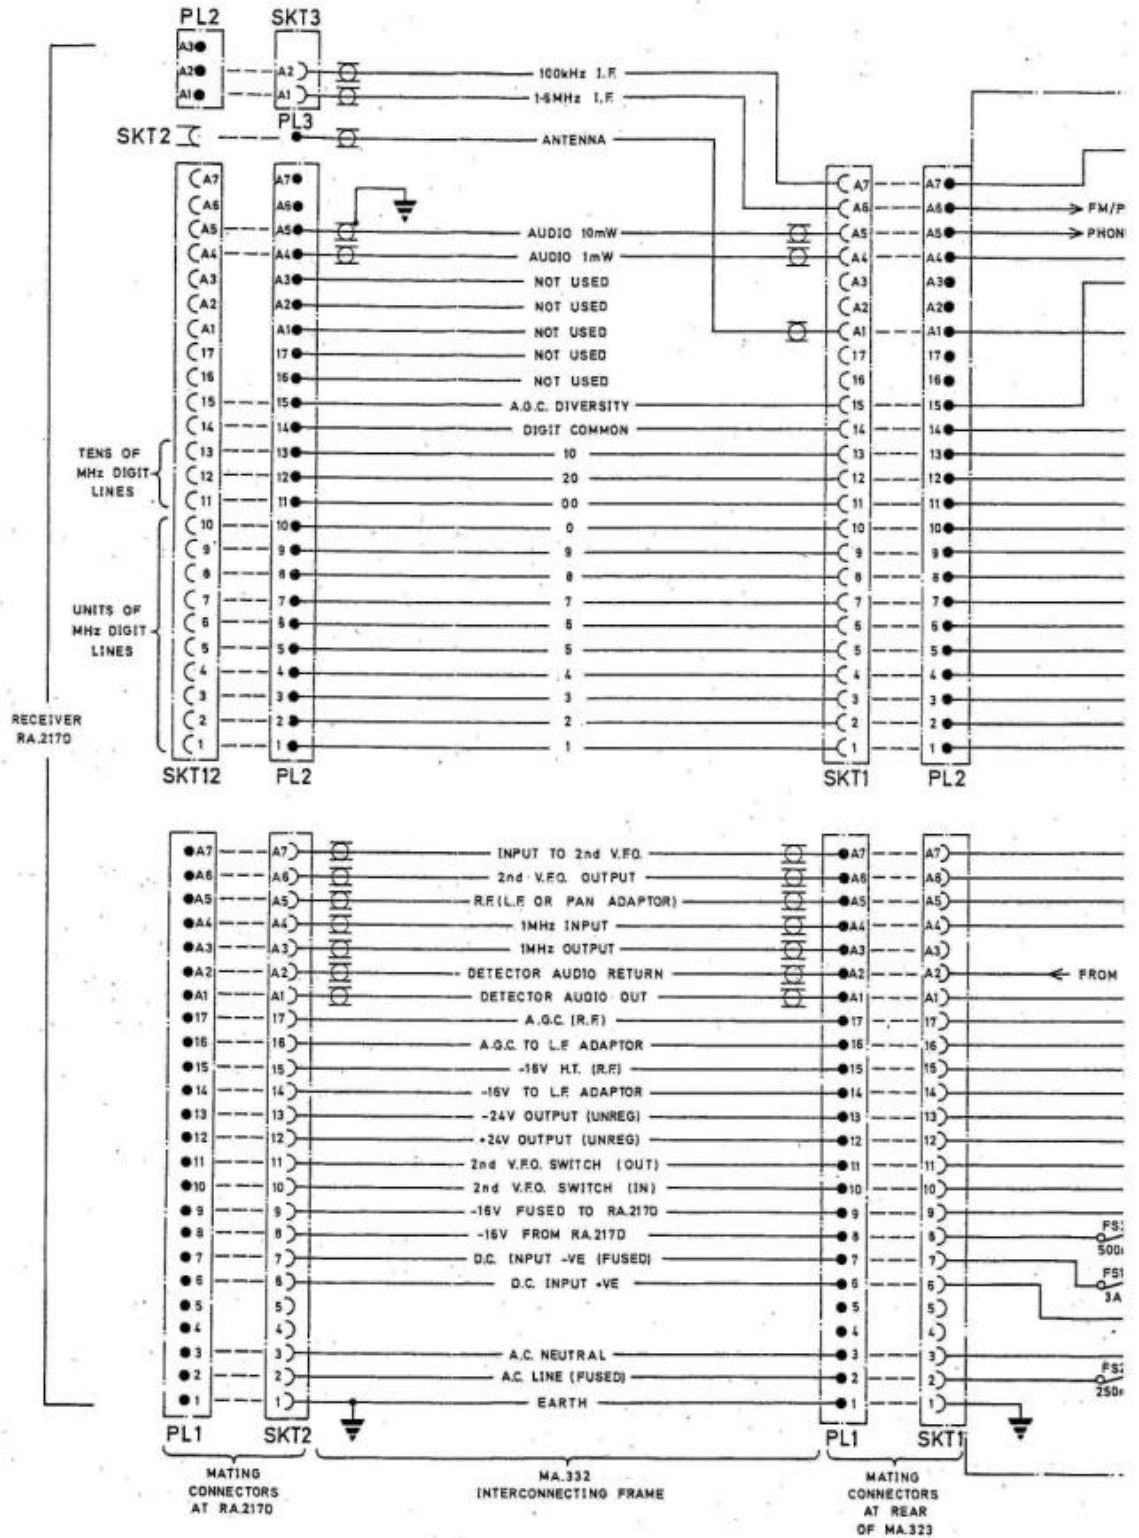 PL2 SKT3
A3
A2 A2 100kHz I.F.
A1 A1 1·6MHz I.F.
PL3
SKT2 ANTENNA
A7 A7 A7 A7
A6 A6 A6 A6 FM/P
A5 A5 AUDIO 10mW A5 A5 PHON
A4 A4 AUDIO 1mW A4 A4
A3 A3 NOT USED A3 A3
A2 A2 NOT USED A2 A2
A1 A1 NOT USED A1 A1
17 17 NOT USED 17 17
16 16 NOT USED 16 16
15 15 A.G.C. DIVERSITY 15 15
14 14 DIGIT COMMON 14 14
TENS OF
MHz DIGIT
LINES
13 13 10 13 13
12 12 20 12 12
11 11 00 11 11
UNITS OF
MHz DIGIT
LINES
10 10 0 10 10
9 9 9 9 9
8 8 8 8 8
7 7 7 7 7
6 6 6 6 6
5 5 5 5 5
4 4 4 4 4
3 3 3 3 3
2 2 2 2 2
1 1 1 1 1
SKT12 PL2 SKT1 PL2
RECEIVER
RA.217D
A7 A7 INPUT TO 2nd V.F.O. A7 A7
A6 A6 2nd V.F.O. OUTPUT A6 A6
A5 A5 R.F.(L.F. OR PAN ADAPTOR) A5 A5
A4 A4 1MHz INPUT A4 A4
A3 A3 1MHz OUTPUT A3 A3
A2 A2 DETECTOR AUDIO RETURN A2 A2 FROM
A1 A1 DETECTOR AUDIO OUT A1 A1
17 17 A.G.C. (R.F.) 17 17
16 16 A.G.C. TO L.F. ADAPTOR 16 16
15 15 -16V H.T. (R.F.) 15 15
14 14 -16V TO L.F. ADAPTOR 14 14
13 13 -24V OUTPUT (UNREG) 13 13
12 12 +24V OUTPUT (UNREG) 12 12
11 11 2nd V.F.O. SWITCH (OUT) 11 11
10 10 2nd V.F.O. SWITCH (IN) 10 10
9 9 -16V FUSED TO RA.217D 9 9
8 8 -16V FROM RA.217D 8 8
500
7 7 D.C. INPUT -VE (FUSED) 7 7
FS1
3A
6 6 D.C. INPUT +VE 6 6
5 5 5 5
4 4 4 4
3 3 A.C. NEUTRAL 3 3
2 2 A.C. LINE (FUSED) 2 2
FS2
250
1 1 EARTH 1 1
PL1 SKT2 PL1 SKT1
MATING
CONNECTORS
AT RA.217D
MA.332
INTERCONNECTING FRAME
MATING
CONNECTORS
AT REAR
OF MA.323